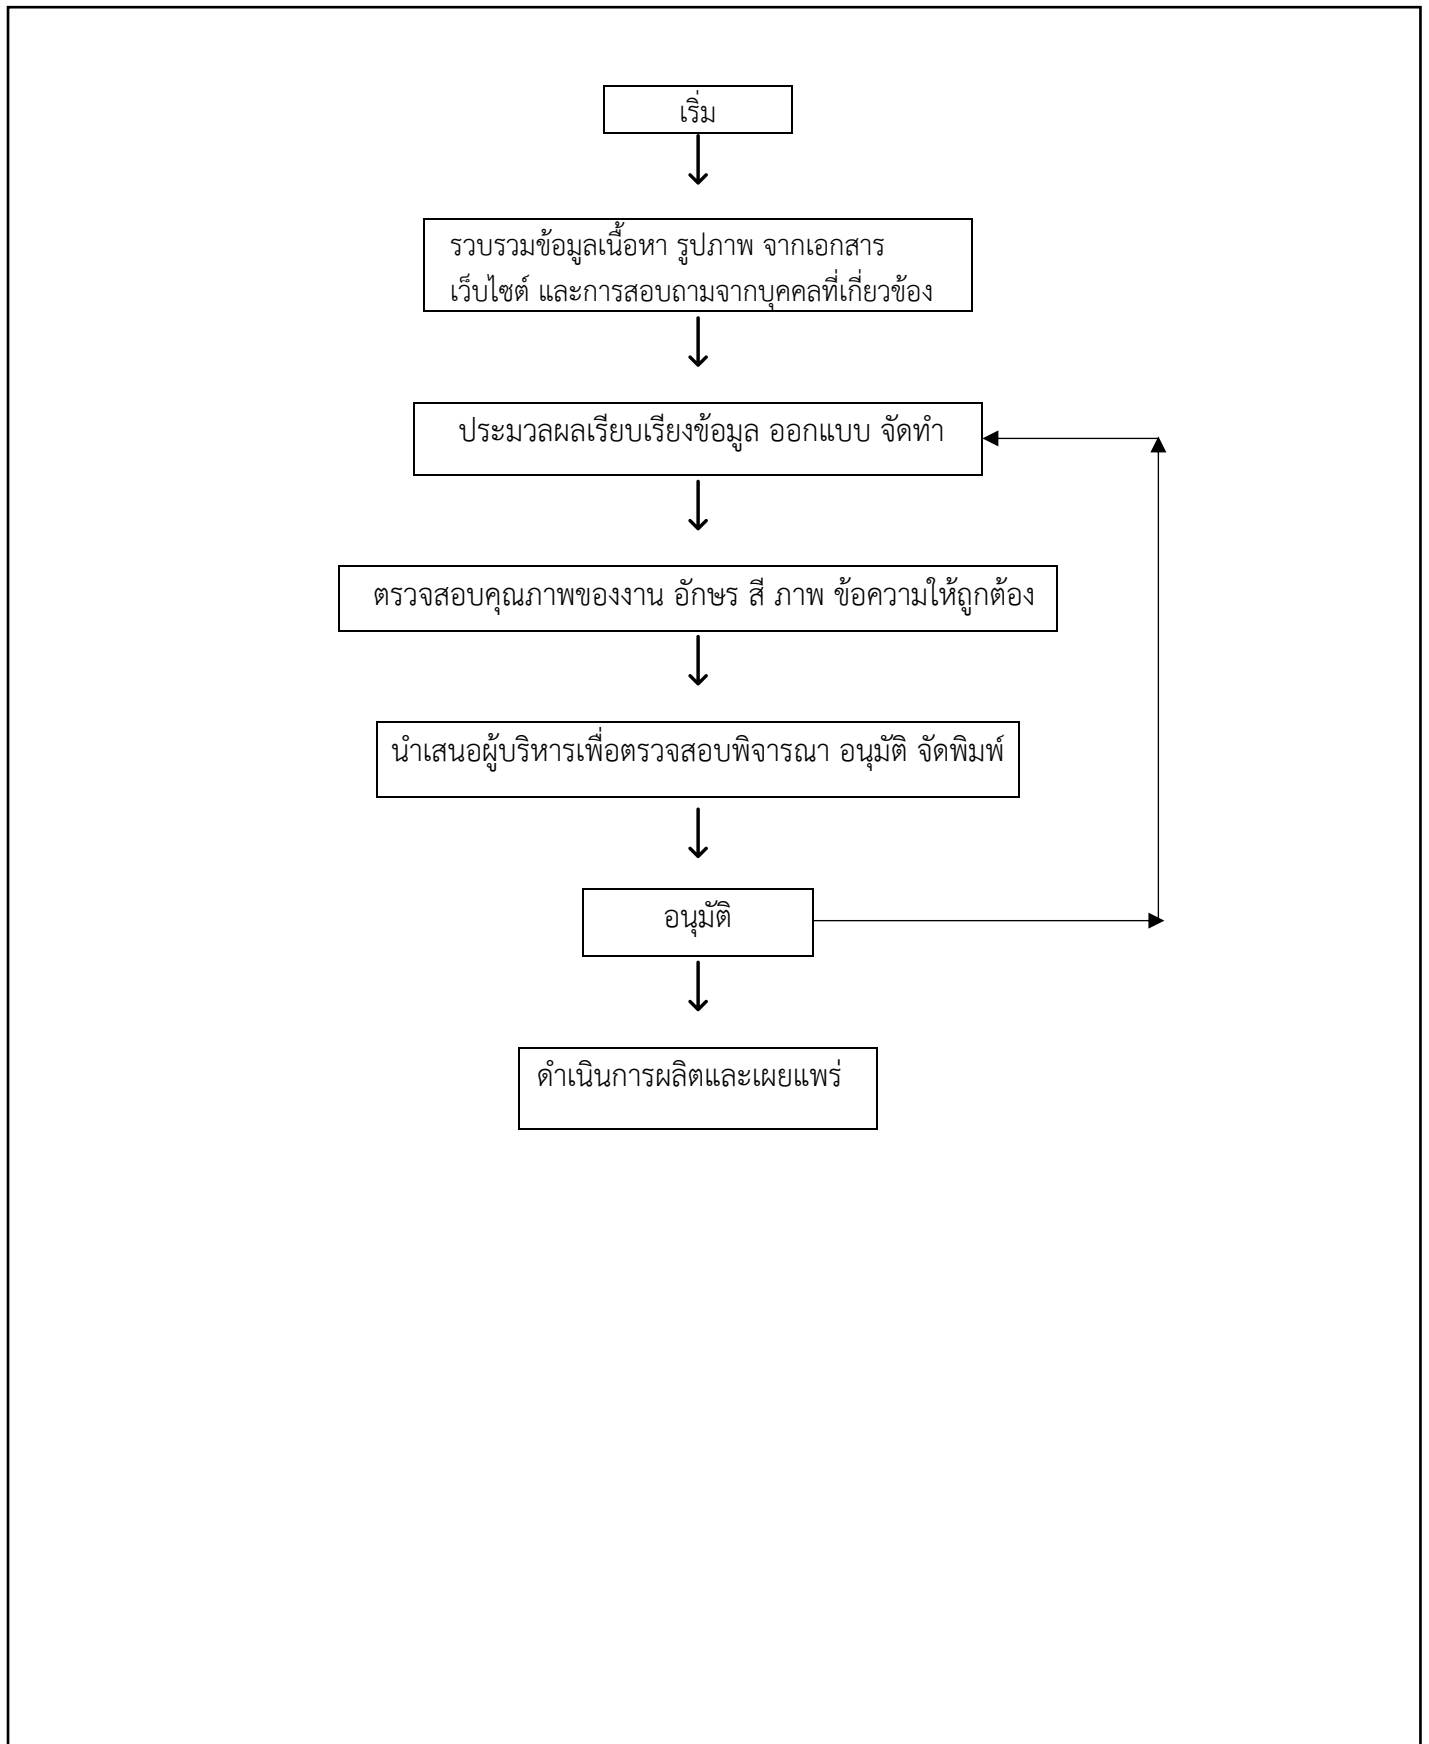 เริ่ม
รวบรวมข้อมูลเนื้อหา รูปภาพ จากเอกสาร
เว็บไซต์ และการสอบถามจากบุคคลที่เกี่ยวข้อง
ประมวลผลเรียบเรียงข้อมูล ออกแบบ จัดทำ
ตรวจสอบคุณภาพของงาน อักษร สี ภาพ ข้อความให้ถูกต้อง
นำเสนอผู้บริหารเพื่อตรวจสอบพิจารณา อนุมัติ จัดพิมพ์
อนุมัติ
ดำเนินการผลิตและเผยแพร่